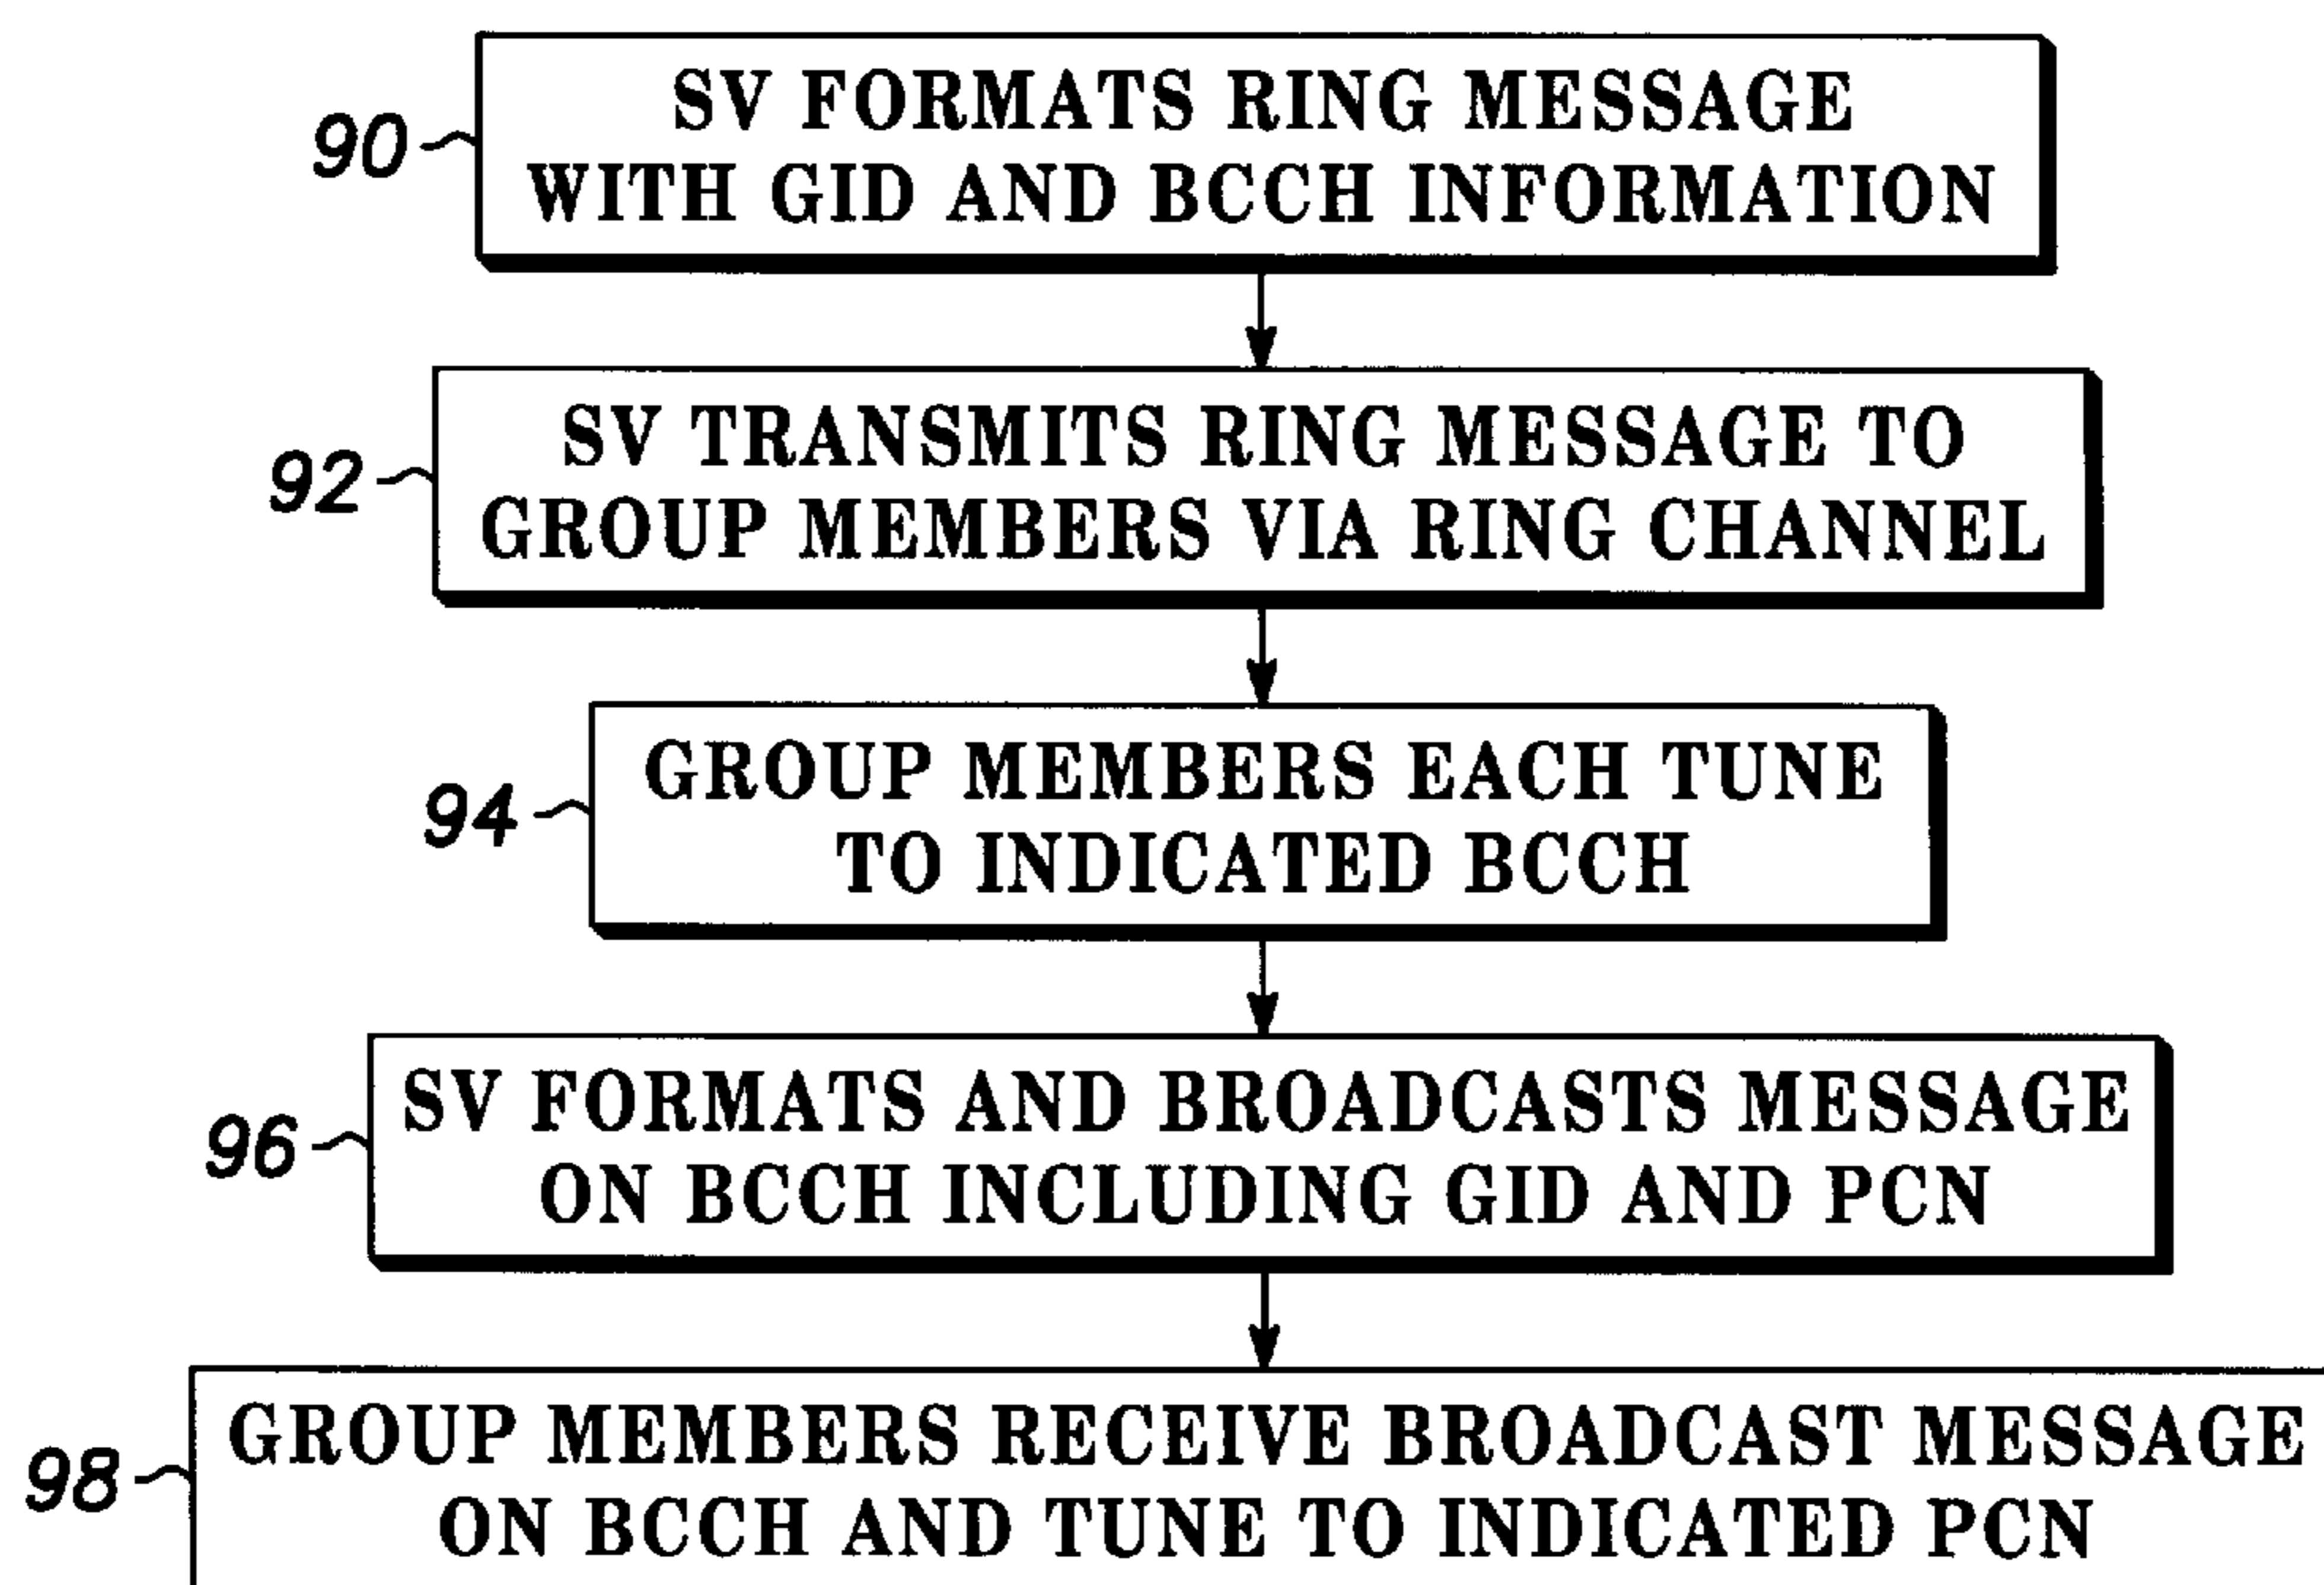 90
SV FORMATS RING MESSAGE
WITH GID AND BCCH INFORMATION
92
SV TRANSMITS RING MESSAGE TO
GROUP MEMBERS VIA RING CHANNEL
94
GROUP MEMBERS EACH TUNE
TO INDICATED BCCH
96
SV FORMATS AND BROADCASTS MESSAGE
ON BCCH INCLUDING GID AND PCN
98
GROUP MEMBERS RECEIVE BROADCAST MESSAGE
ON BCCH AND TUNE TO INDICATED PCN